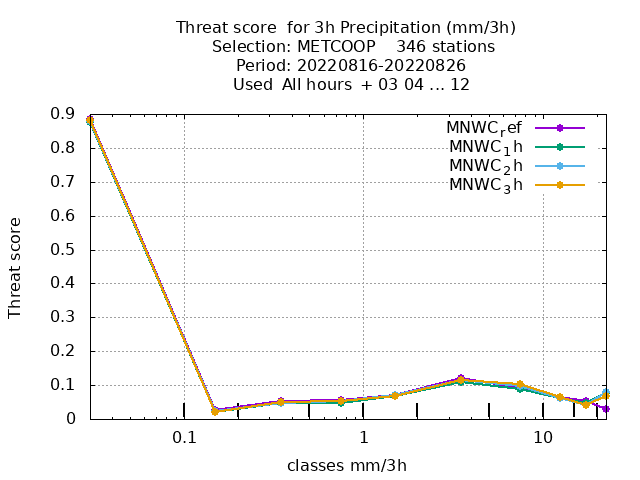 Threat score  for 3h Precipitation (mm/3h)
Selection: METCOOP    346 stations
Period: 20220816-20220826
Used  All hours  + 03 04 ... 12
MNWC_ref
MNWC_1h
MNWC_2h
MNWC_3h
0.9
0.8
0.7
0.6
0.5
0.4
0.3
0.2
0.1
0
Threat score
0.1 1 10
classes mm/3h